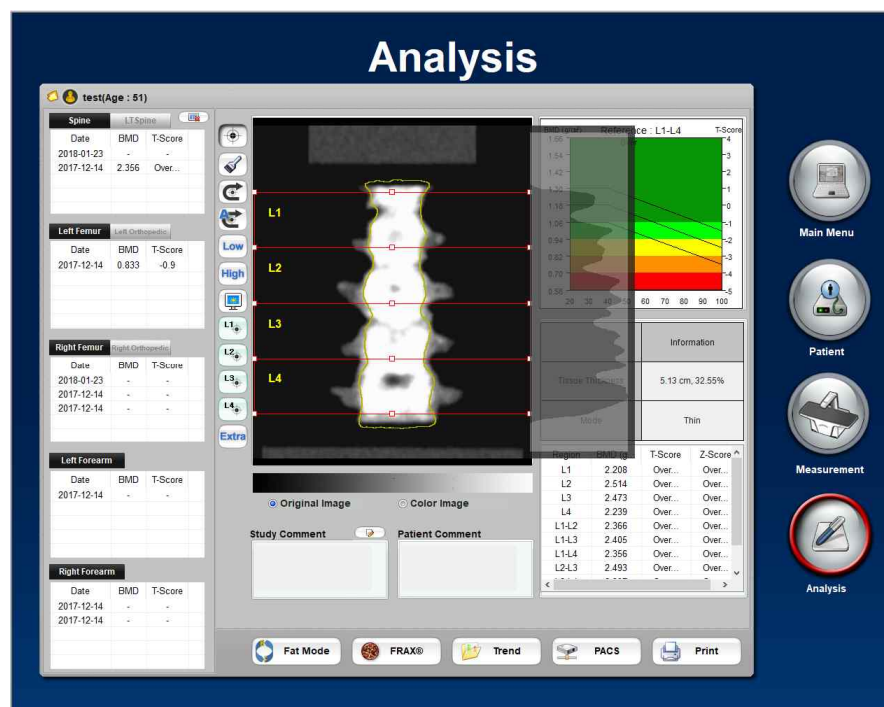 Analysis
test(Age : 51)
Spine LTSpine
Date BMD T-Score
2018-01-23 - -
2017-12-14 2.356 Over...
Left Femur Left Orthopedic
Date BMD T-Score
2017-12-14 0.833 -0.9
Right Femur Right Orthopedic
Date BMD T-Score
2018-01-23 - -
2017-12-14 - -
2017-12-14 - -
Left Forearm
Date BMD T-Score
2017-12-14 - -
Right Forearm
Date BMD T-Score
2017-12-14 - -
2017-12-14 - -
A
Low
High
L1
L2
L3
L4
Extra
L1
L2
L3
L4
Original Image Color Image
Study Comment Patient Comment
Reference : L1-L4 T-Score
1.66 4
1.54 3
1.42 2
1.30 1
1.18 0
1.06 -1
0.94 -2
0.82 -3
0.70 -4
0.58 -5
20 30 40 50 60 70 80 90 100
Information
Tissue Thickness 5.13 cm, 32.55%
Mode Thin
Region BMD T-Score Z-Score
L1 2.208 Over... Over...
L2 2.514 Over... Over...
L3 2.473 Over... Over...
L4 2.239 Over... Over...
L1-L2 2.366 Over... Over...
L1-L3 2.405 Over... Over...
L1-L4 2.356 Over... Over...
L2-L3 2.493 Over... Over...
Fat Mode FRAX® Trend PACS Print
Main Menu
Patient
Measurement
Analysis